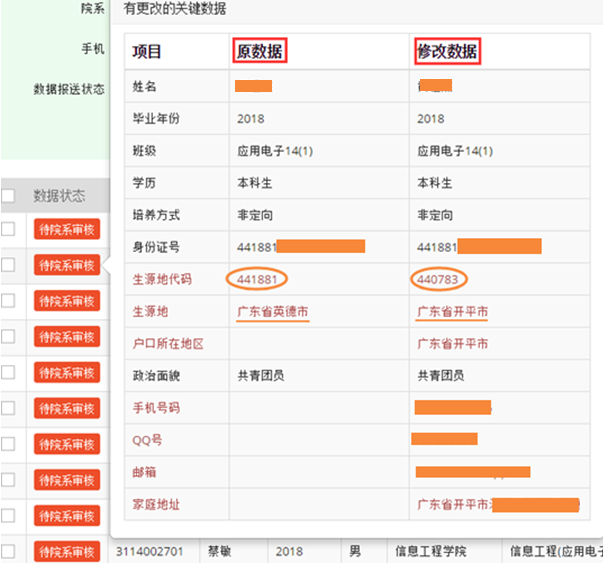 院系
手机
数据报送状态
有更改的关键数据
项目 原数据 修改数据
姓名
毕业年份 2018 2018
班级 应用电子14(1) 应用电子14(1)
学历 本科生 本科生
培养方式 非定向 非定向
身份证号 441881 441881
生源地代码 441881 440783
生源地 广东省英德市 广东省开平市
户口所在地区 广东省开平市
政治面貌 共青团员 共青团员
手机号码
QQ号
邮箱
家庭地址 广东省开平市
数据状态
待院系审核
待院系审核
待院系审核
待院系审核
待院系审核
待院系审核
待院系审核
待院系审核
待院系审核
待院系审核 3114002701 蔡敏 2018 男 信息工程学院 信息工程(应用电子